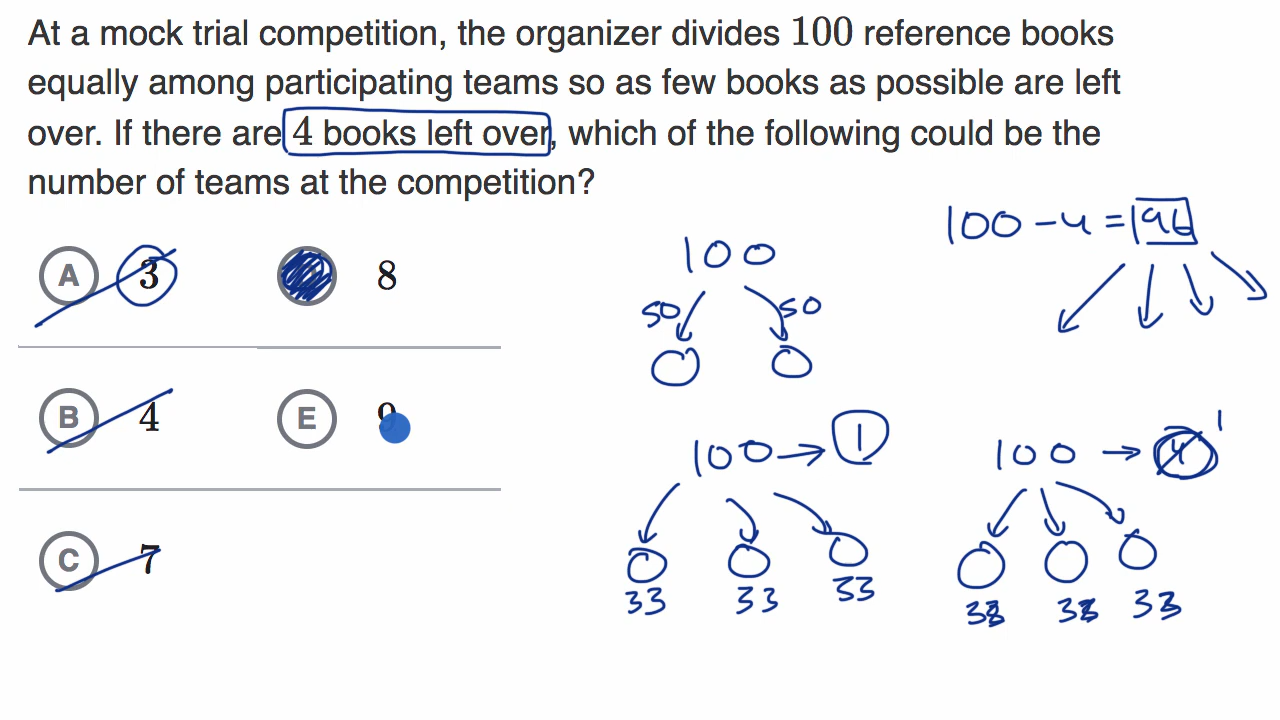 At a mock trial competition, the organizer divides 100 reference books
equally among participating teams so as few books as possible are left
over. If there are 4 books left over, which of the following could be the
number of teams at the competition?
A 3
8
B 4
E 9
C 7
100
50 50
100 → 1
33 33 33
100 - 4 = 96
100 → 4 1
33 33 33